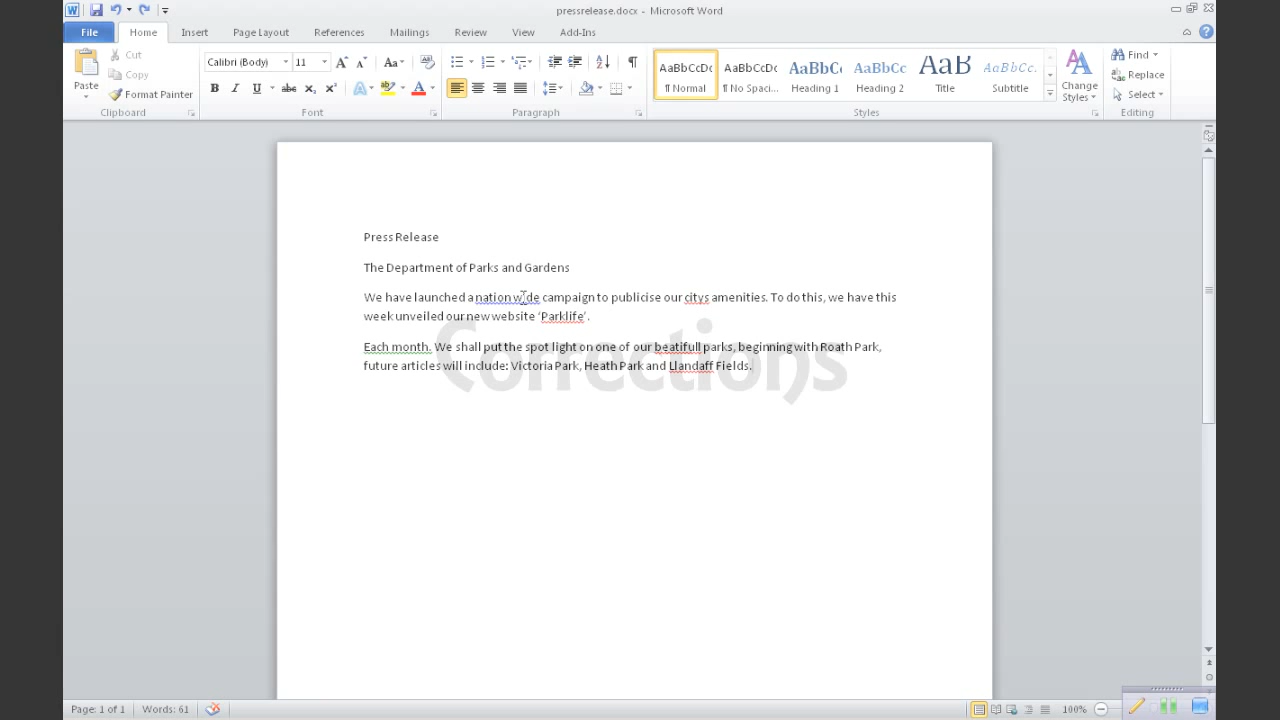 pressrelease.docx - Microsoft Word
File Home Insert Page Layout References Mailings Review View Add-Ins
Paste
Cut
Copy
Format Painter
Clipboard
Calibri (Body) 11
Font
Paragraph
AaBbCcDc AaBbCcDc AaBbC AaBbCc AaB AaBbCc.
¶ Normal ¶ No Spaci... Heading 1 Heading 2 Title Subtitle
Change Styles
Styles
Find
Replace
Select
Editing
Press Release
The Department of Parks and Gardens
We have launched a nation wide campaign to publicise our citys amenities. To do this, we have this
week unveiled our new website ‘Parklife’.
Each month. We shall put the spot light on one of our beatifull parks, beginning with Roath Park,
future articles will include: Victoria Park, Heath Park and Llandaff Fields.
Corrections
Page: 1 of 1 Words: 61 100%